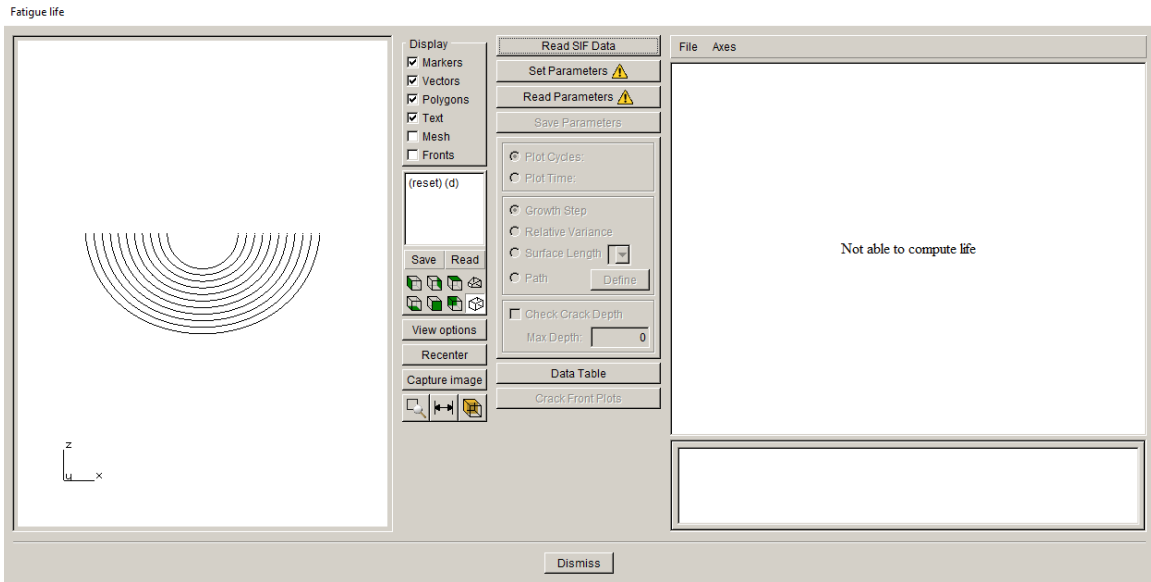 Fatigue life
Display
Markers
Vectors
Polygons
Text
Mesh
Fronts
(reset) (d)
Save Read
View options
Recenter
Capture image
Read SIF Data
Set Parameters
Read Parameters
Save Parameters
Plot Cycles:
Plot Time:
Growth Step
Relative Variance
Surface Length
Path Define
Check Crack Depth
Max Depth: 0
Data Table
Crack Front Plots
File Axes
Not able to compute life
z
y x
Dismiss